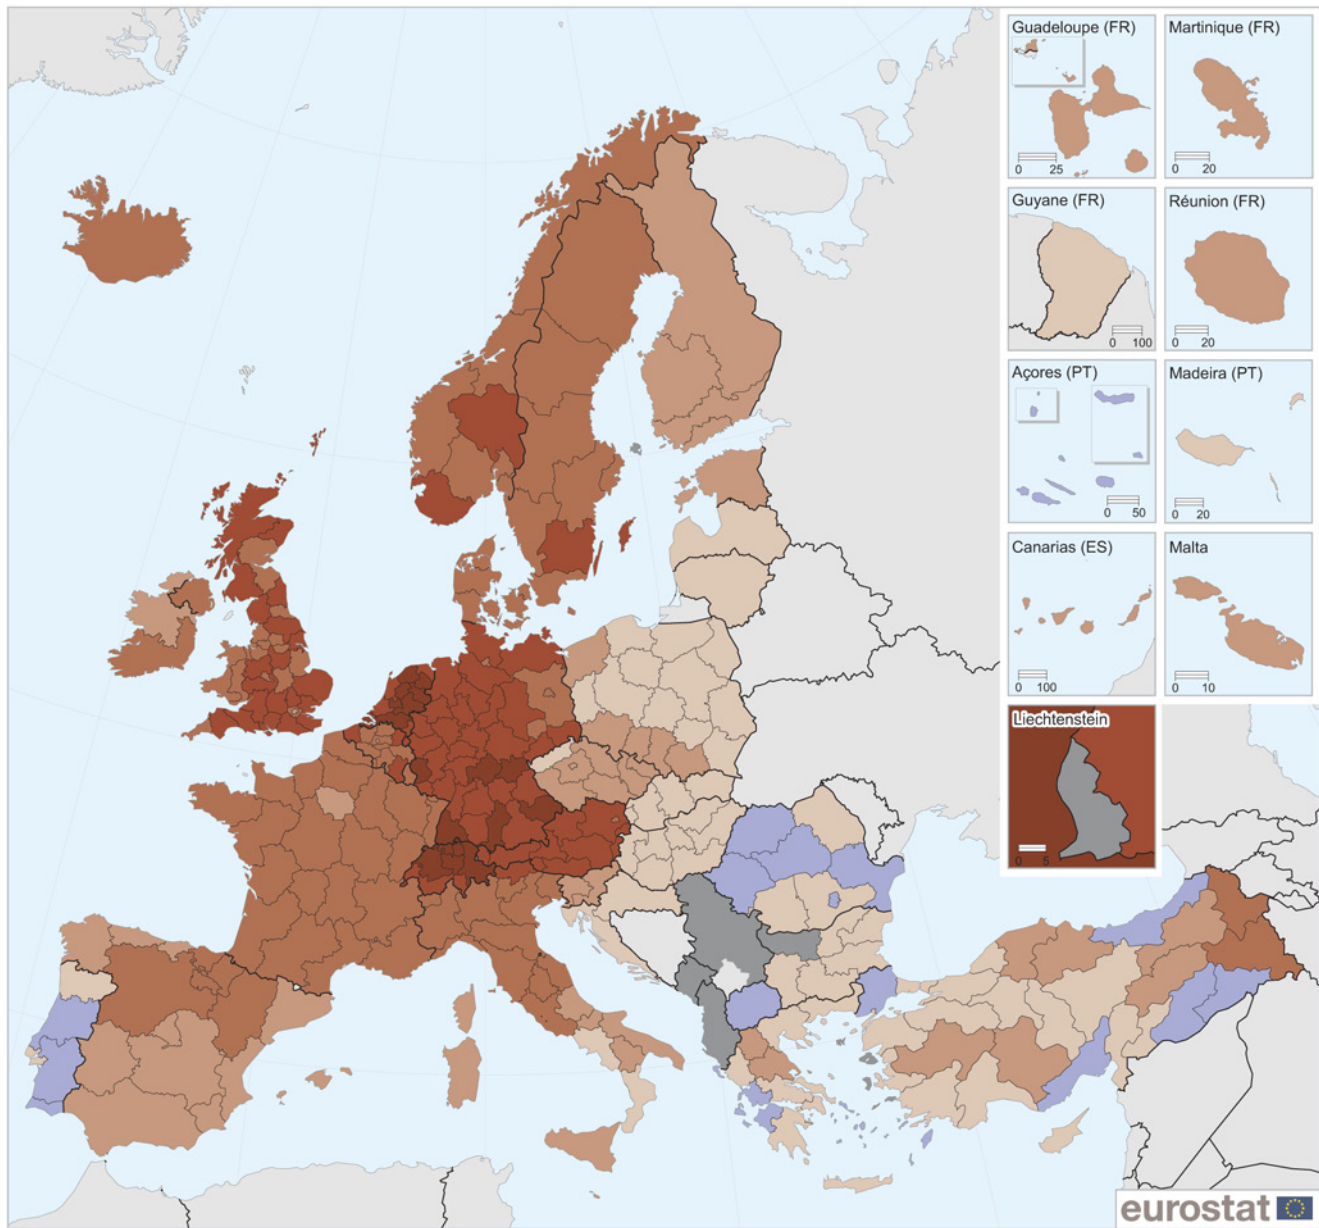 Guadeloupe (FR)
Martinique (FR)
0 25
0 20
Guyane (FR)
Réunion (FR)
0 100
0 20
Açores (PT)
Madeira (PT)
0 50
0 20
Canarias (ES)
Malta
0 100
0 10
Liechtenstein
0 5
eurostat